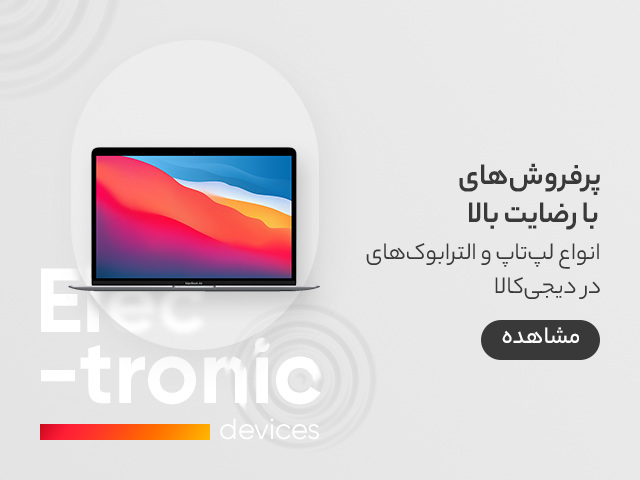 پرفروش‌های
با رضایت بالا
انواع لپ‌تاپ و الترابوک‌های
در دیجی‌کالا
مشاهده
Elec
-tronic
devices